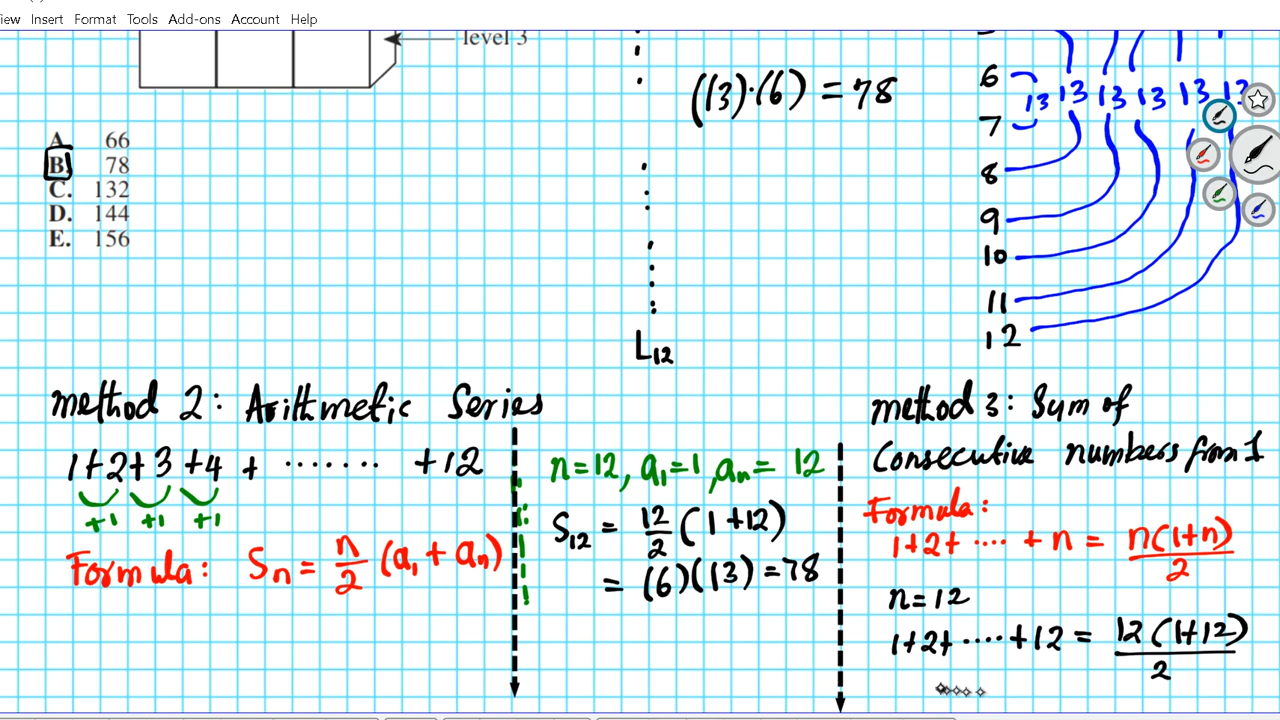 iew Insert Format Tools Add-ons Account Help
level 3
A. 66
B. 78
C. 132
D. 144
E. 156
((13)·(6) = 78
6
13 13 13 13 13 13
7
8
9
10
11
12
L12
method 2: Arithmetic Series
1+2+3+4+ ······· +12
+1 +1 +1
Formula: Sn = n/2 (a1 + an)
n=12, a1=1, an= 12
S12 = 12/2 (1+12)
= (6)(13) = 78
method 3: Sum of
Consecutive numbers from 1
Formula:
1+2+ ···· + n = n(1+n)/2
n=12
1+2+ ····+12 = 12(1+12)/2